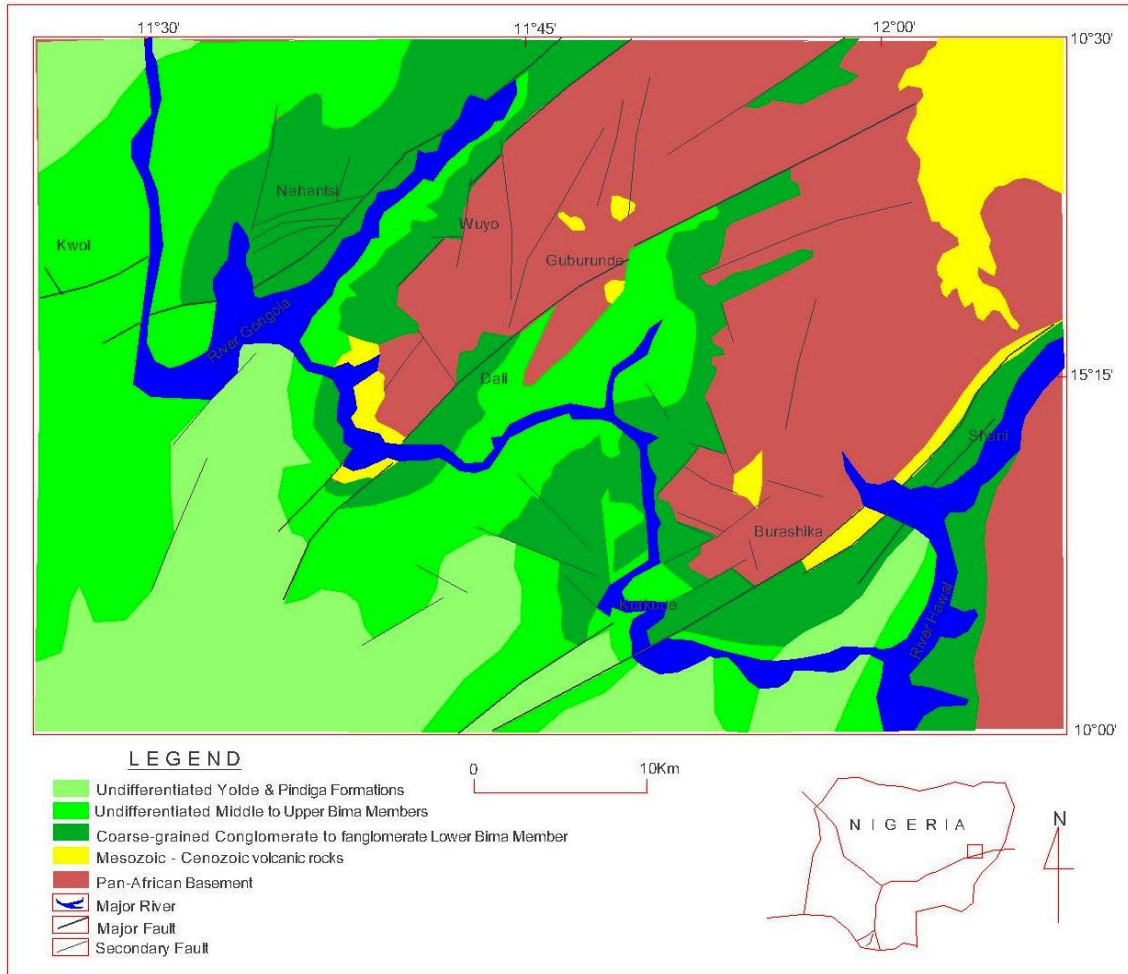 11°30' 11°45' 12°00'
10°30'
Nahantsi
Wuyo
Kwol
Guburunde
River Gongola
Dali
15°15'
Shani
Burashika
Kurkude
River Hawal
10°00'
LEGEND
Undifferentiated Yolde & Pindiga Formations
Undifferentiated Middle to Upper Bima Members
Coarse-grained Conglomerate to fanglomerate Lower Bima Member
Mesozoic - Cenozoic volcanic rocks
Pan-African Basement
Major River
Major Fault
Secondary Fault
0 10Km
NIGERIA
N